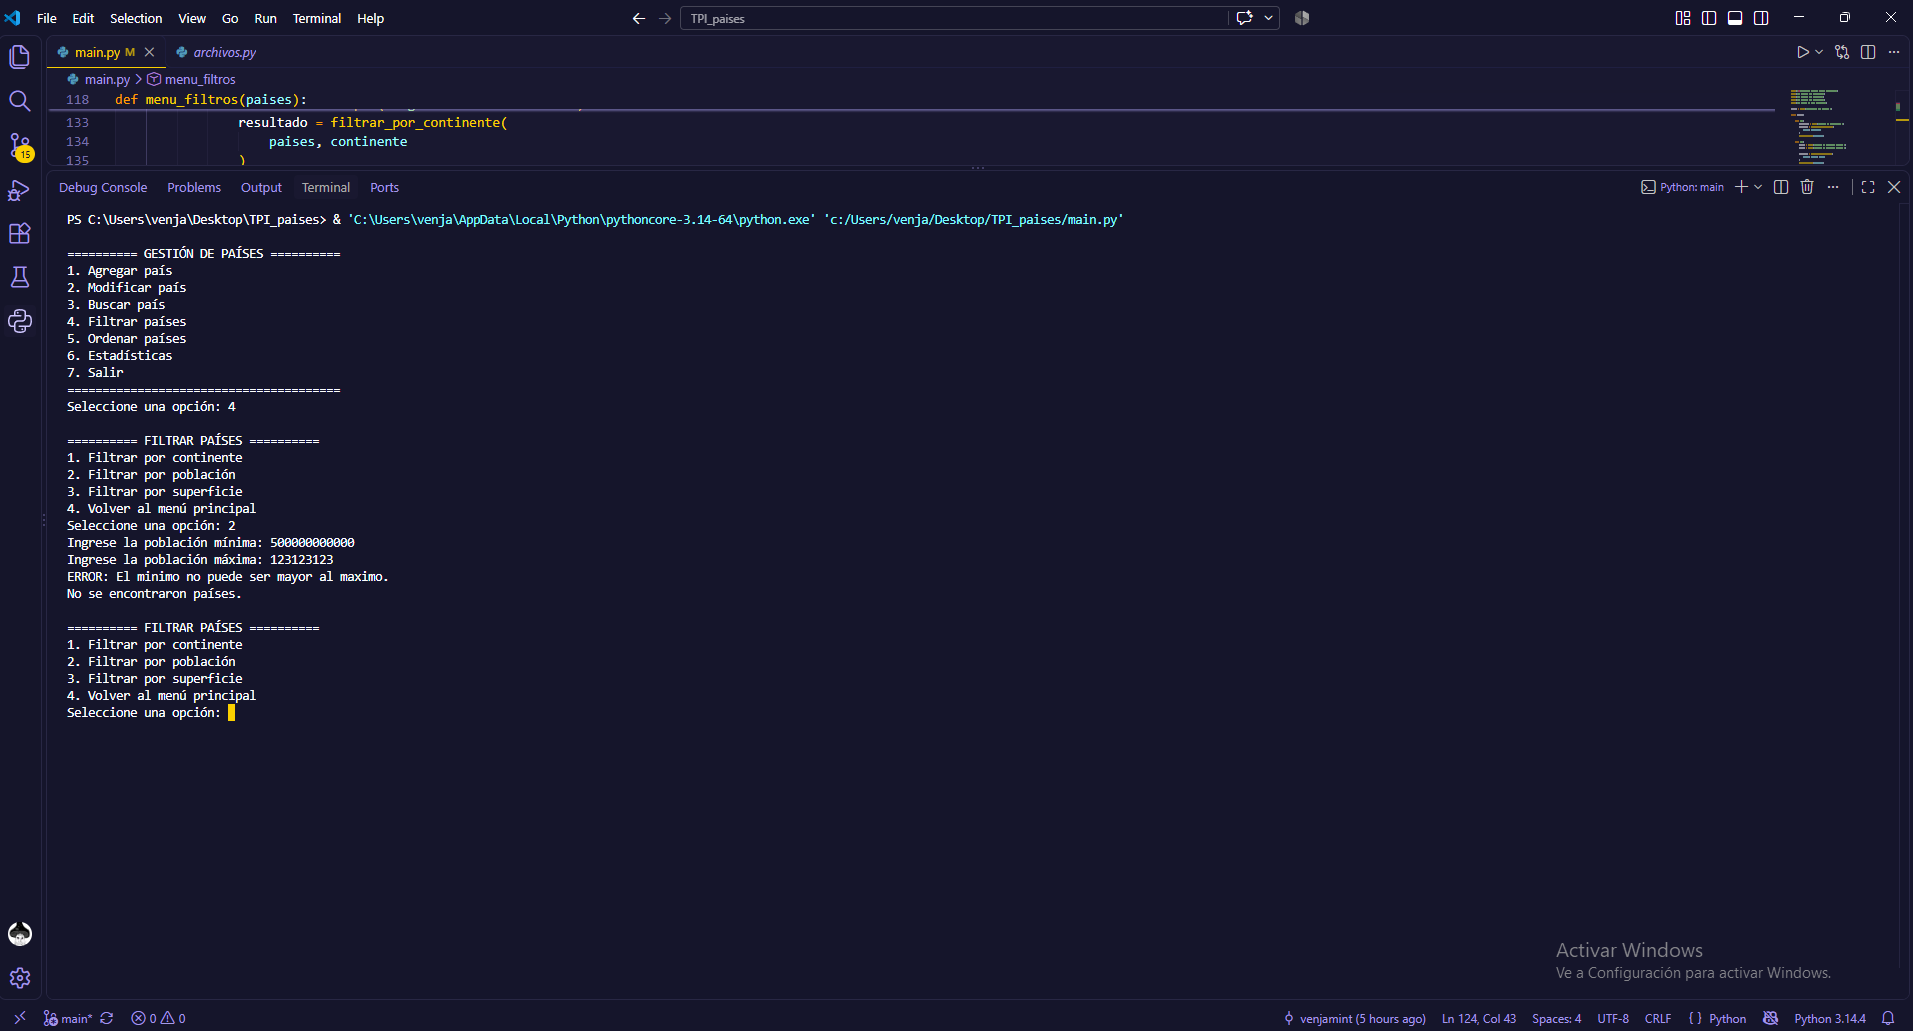 File Edit Selection View Go Run Terminal Help
TPI_paises
main.py M
archivos.py
main.py > menu_filtros
118 def menu_filtros(paises):
133 resultado = filtrar_por_continente(
134 paises, continente
135 )
15
Debug Console Problems Output Terminal Ports
Python: main
PS C:\Users\venja\Desktop\TPI_paises> & 'C:\Users\venja\AppData\Local\Python\pythoncore-3.14-64\python.exe' 'c:/Users/venja/Desktop/TPI_paises/main.py'
========== GESTIÓN DE PAÍSES ==========
1. Agregar país
2. Modificar país
3. Buscar país
4. Filtrar países
5. Ordenar países
6. Estadísticas
7. Salir
=======================================
Seleccione una opción: 4
========== FILTRAR PAÍSES ==========
1. Filtrar por continente
2. Filtrar por población
3. Filtrar por superficie
4. Volver al menú principal
Seleccione una opción: 2
Ingrese la población mínima: 500000000000
Ingrese la población máxima: 123123123
ERROR: El minimo no puede ser mayor al maximo.
No se encontraron países.
========== FILTRAR PAÍSES ==========
1. Filtrar por continente
2. Filtrar por población
3. Filtrar por superficie
4. Volver al menú principal
Seleccione una opción:
Activar Windows
Ve a Configuración para activar Windows.
main* 0 0 venjamint (5 hours ago) Ln 124, Col 43 Spaces: 4 UTF-8 CRLF { } Python Python 3.14.4